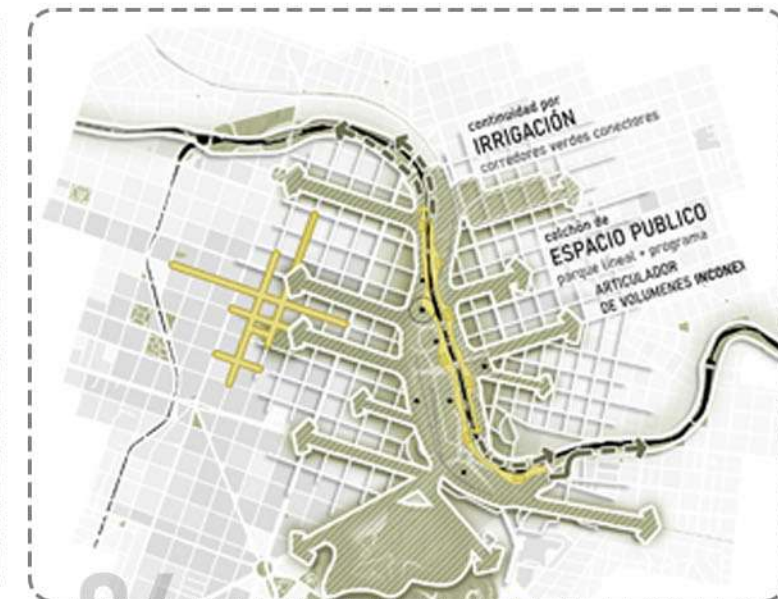 continuidad por
IRRIGACIÓN
corredores verdes conectores
colchón de
ESPACIO PUBLICO
parque lineal + programa
ARTICULADOR
DE VOLUMENES INCONEX